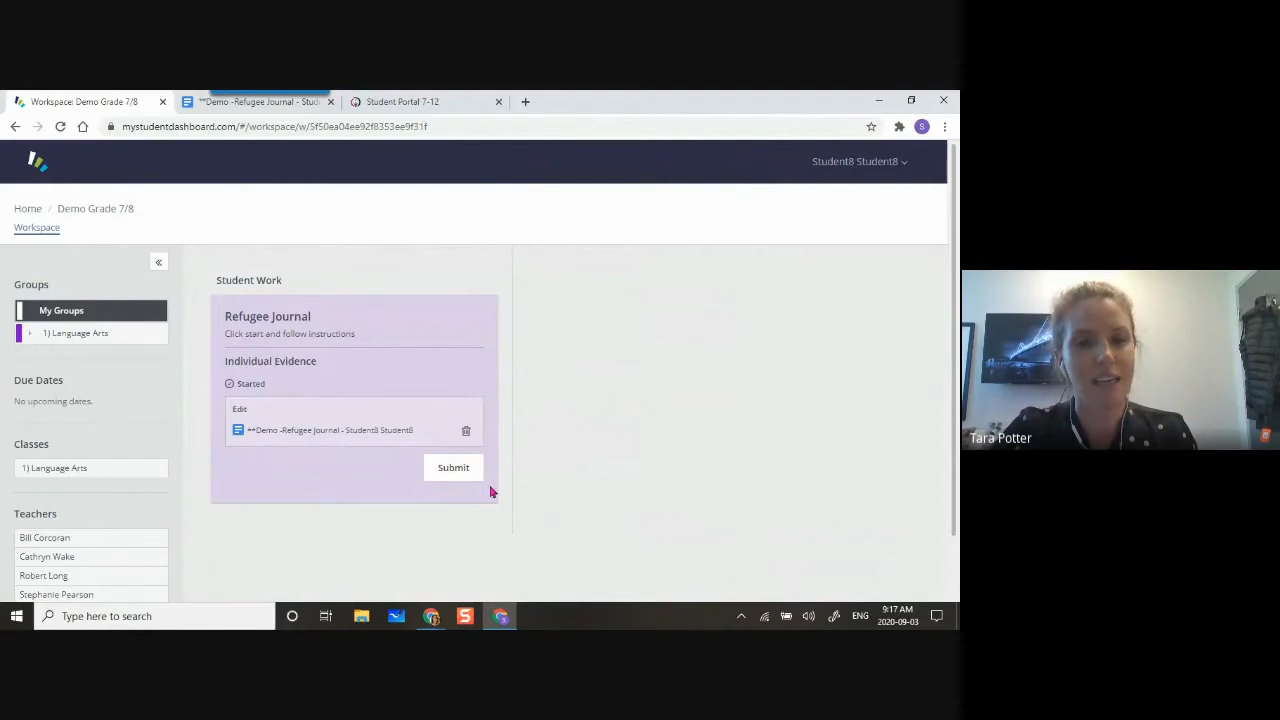 Workspace: Demo Grade 7/8
**Demo -Refugee Journal - Stud
Student Portal 7-12
mystudentdashboard.com/#/workspace/w/5f50ea04ee92f8353ee9f31f
S
Student8 Student8
Home / Demo Grade 7/8
Workspace
Groups
My Groups
1) Language Arts
Due Dates
No upcoming dates.
Classes
1) Language Arts
Teachers
Bill Corcoran
Cathryn Wake
Robert Long
Stephanie Pearson
Student Work
Refugee Journal
Click start and follow instructions
Individual Evidence
Started
Edit
**Demo -Refugee Journal - Student8 Student8
Submit
Tara Potter
Type here to search
S
ENG
9:17 AM
2020-09-03